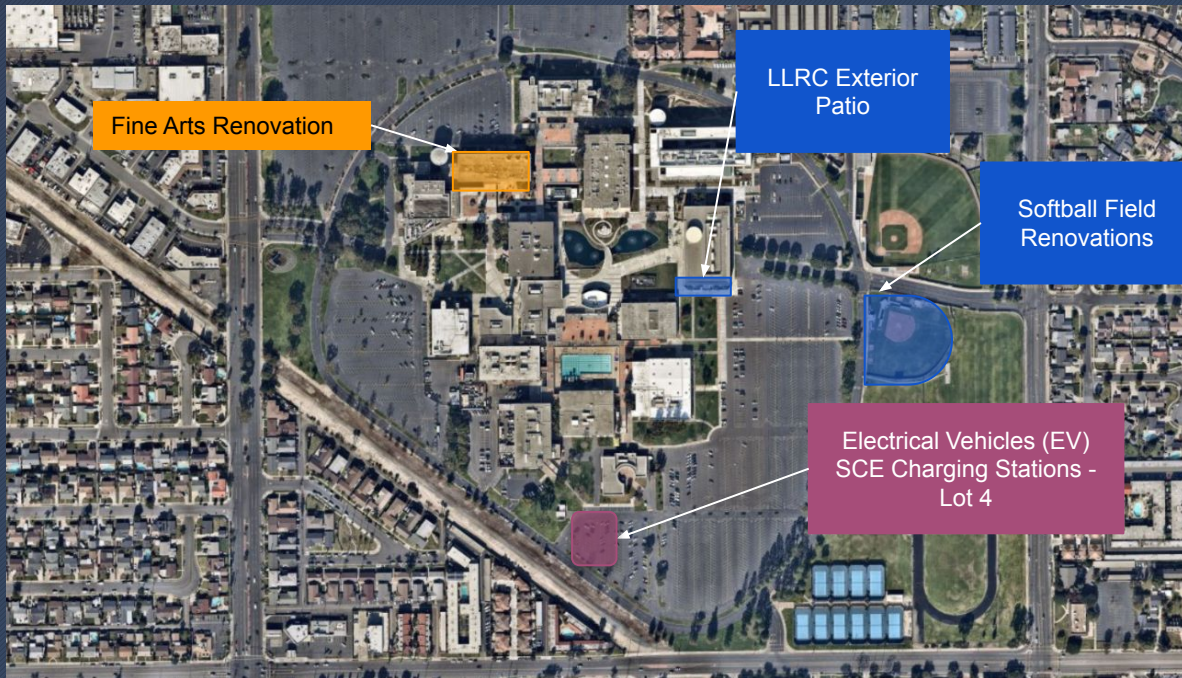 LLRC Exterior
Patio
Fine Arts Renovation
Softball Field
Renovations
Electrical Vehicles (EV)
SCE Charging Stations -
Lot 4